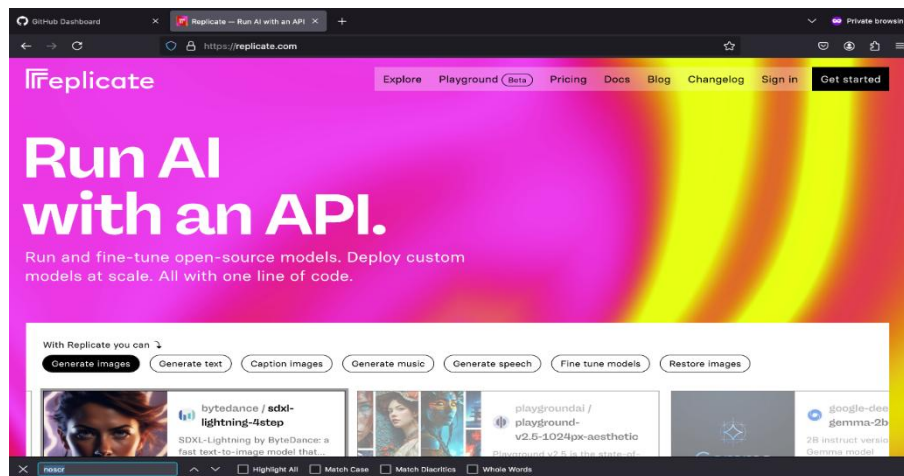 GitHub Dashboard
Replicate — Run AI with an API
Private browsin
https://replicate.com
replicate
Explore Playground (Beta) Pricing Docs Blog Changelog Sign in Get started
Run AI
with an API.
Run and fine-tune open-source models. Deploy custom
models at scale. All with one line of code.
With Replicate you can
Generate images Generate text Caption images Generate music Generate speech Fine tune models Restore images
bytedance / sdxl-
lightning-4step
SDXL-Lightning by ByteDance: a
fast text-to-image model that...
playgroundai /
playground-
v2.5-1024px-aesthetic
Playground v2.5 is the state-of-
google-dee
gemma-2b
2B instruct versio
Gemma model
noscr
Highlight All Match Case Match Diacritics Whole Words